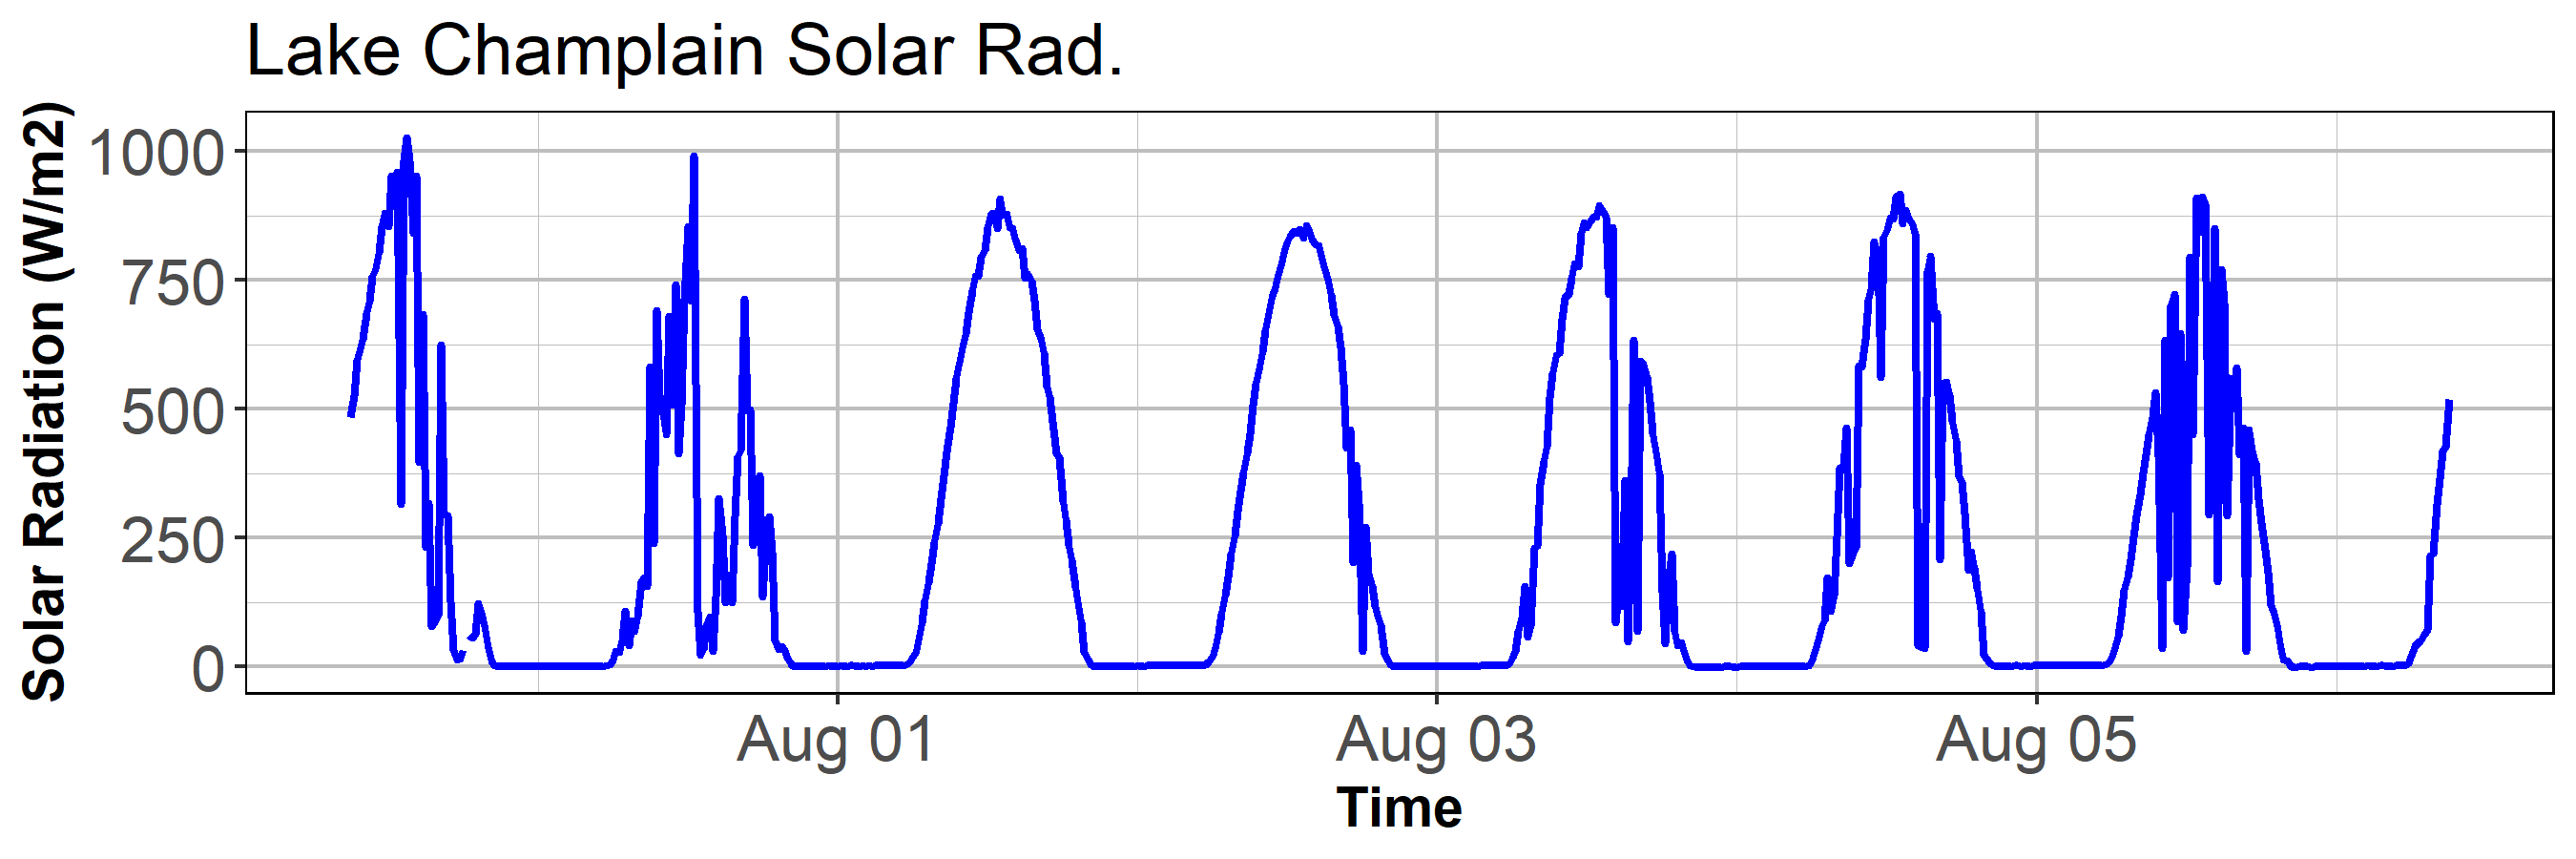 Lake Champlain Solar Rad.
Solar Radiation (W/m2)
1000
750
500
250
0
Aug 01
Aug 03
Aug 05
Time